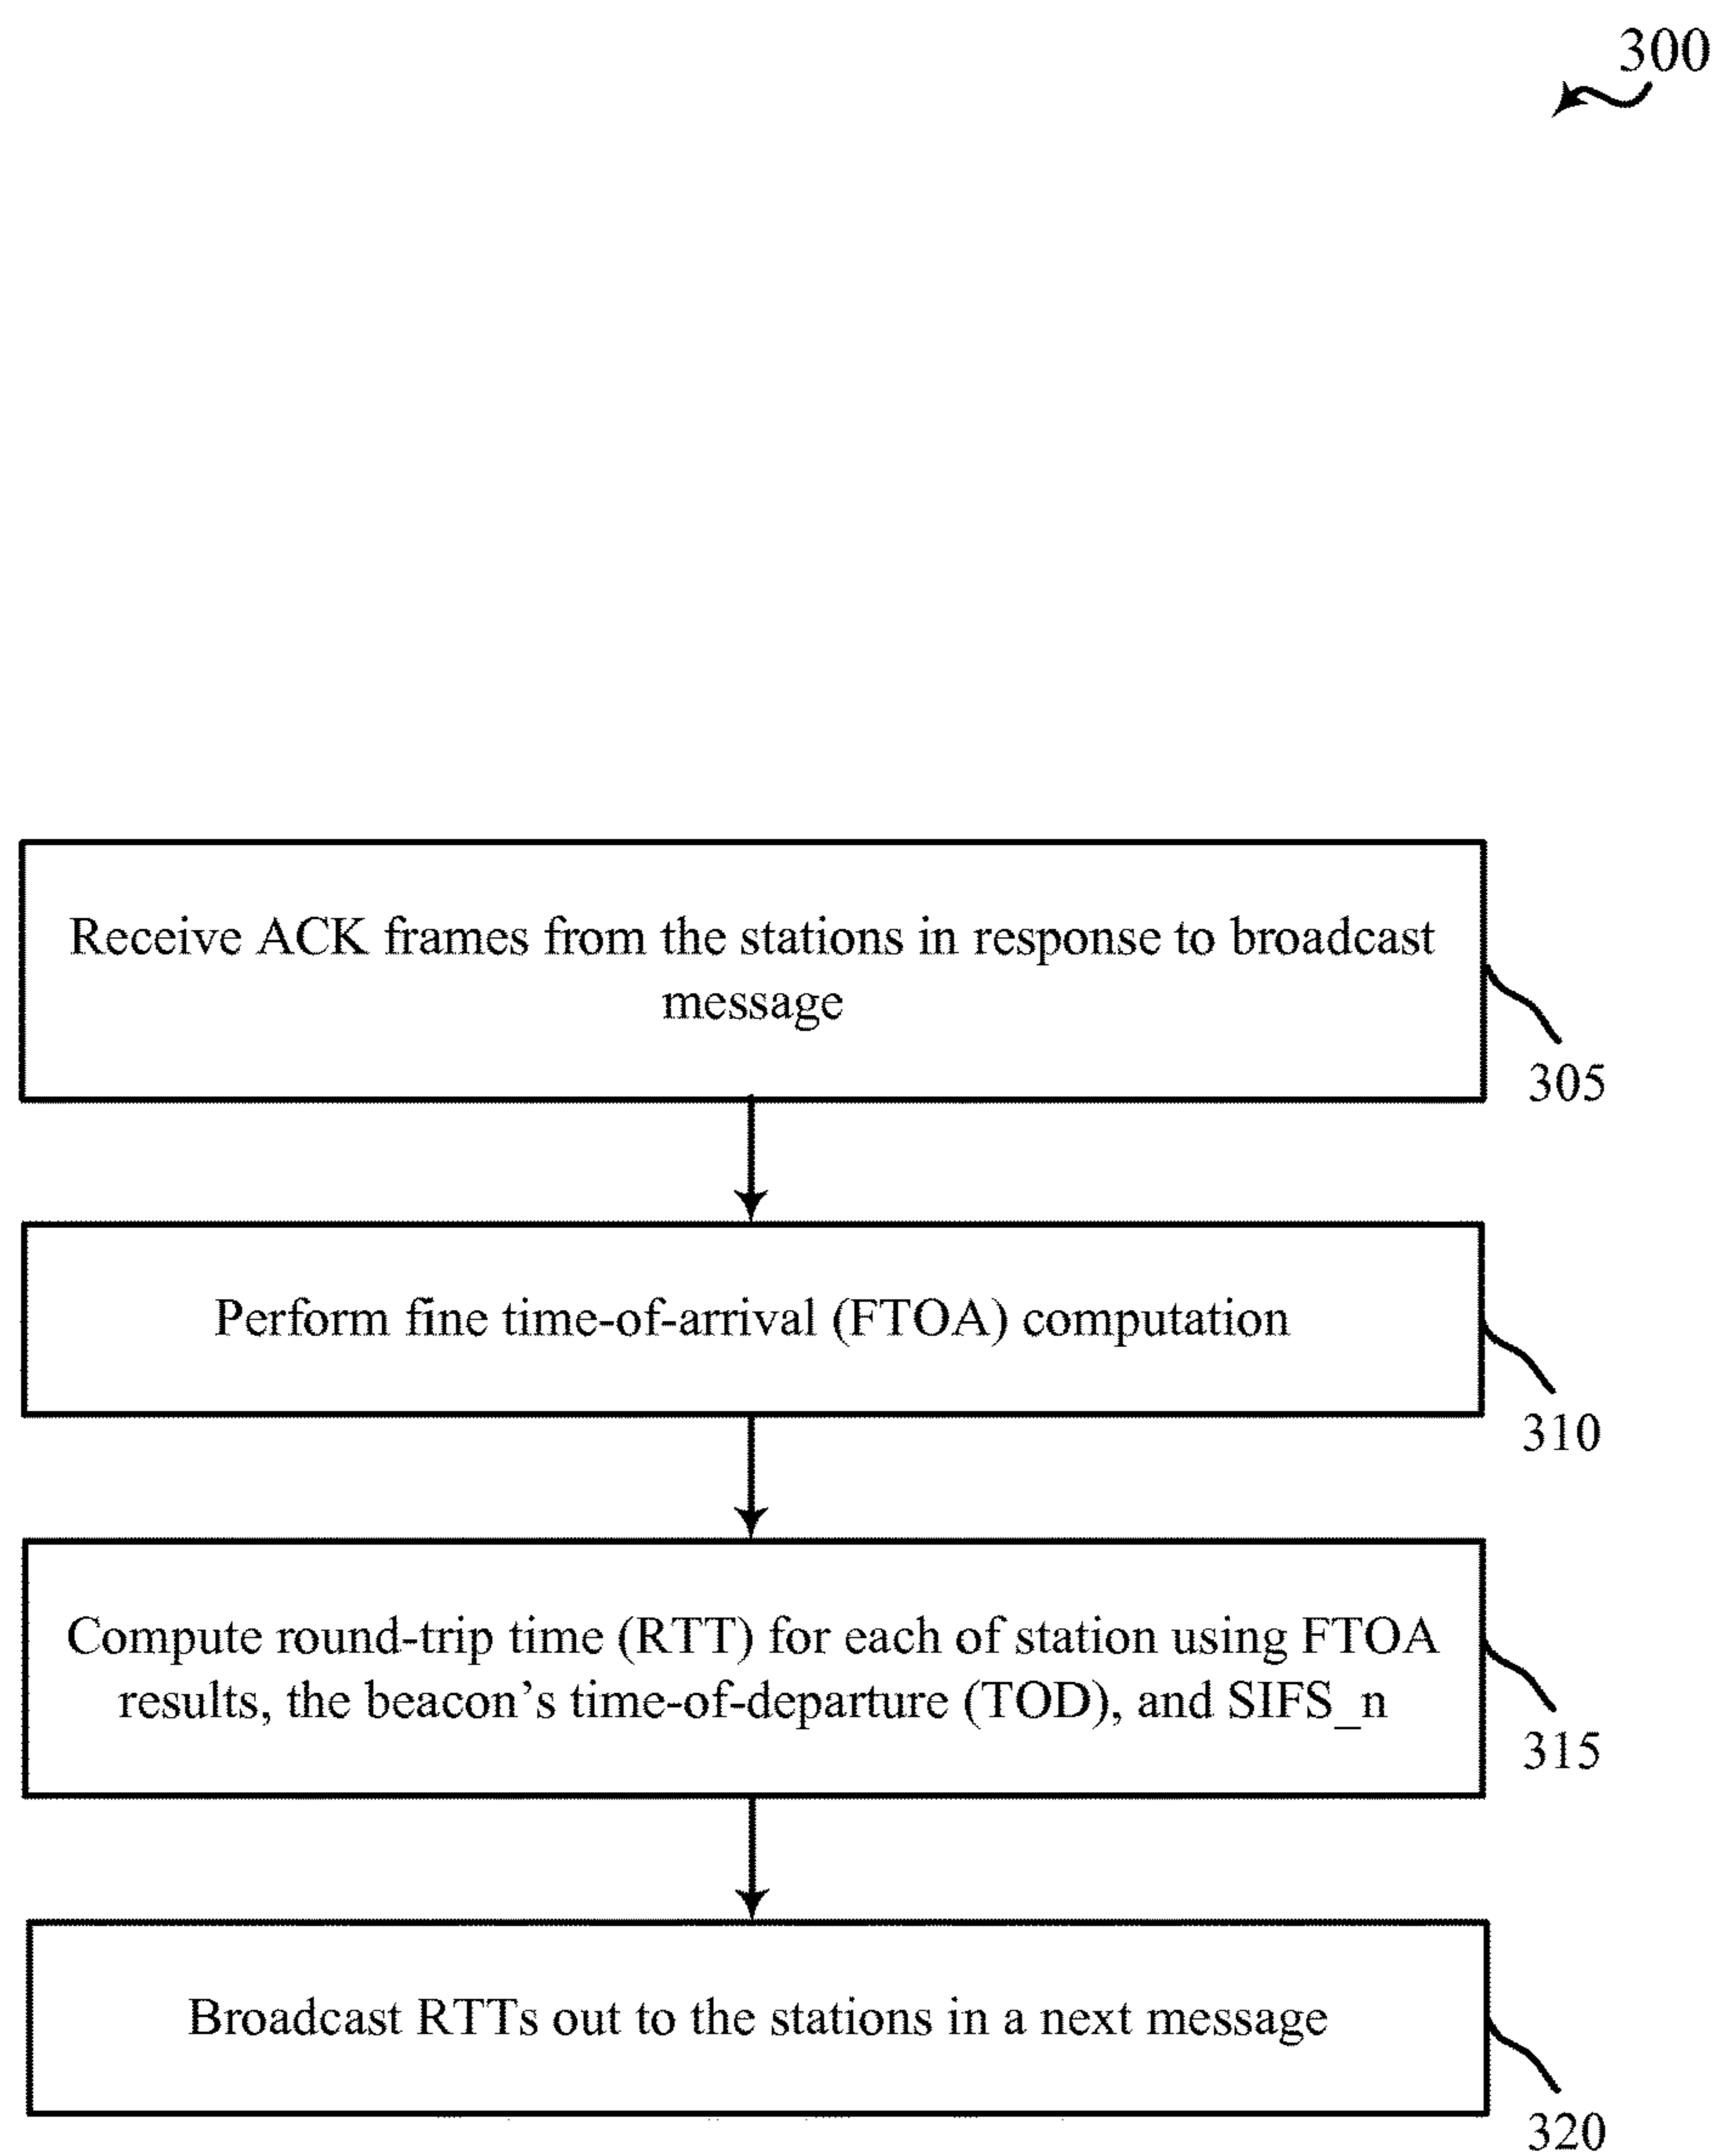 300
Receive ACK frames from the stations in response to broadcast
message
305
Perform fine time-of-arrival (FTOA) computation
310
Compute round-trip time (RTT) for each of station using FTOA
results, the beacon’s time-of-departure (TOD), and SIFS_n
315
Broadcast RTTs out to the stations in a next message
320